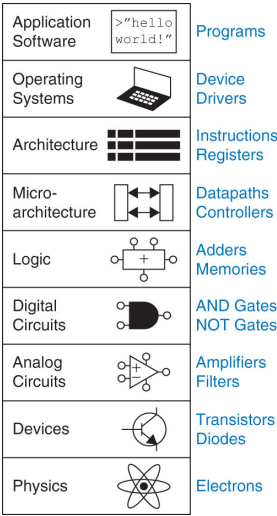 Application
Software
>"hello
world!"
Programs
Operating
Systems
Device
Drivers
Architecture
Instructions
Registers
Micro-
architecture
Datapaths
Controllers
Logic
+
Adders
Memories
Digital
Circuits
AND Gates
NOT Gates
Analog
Circuits
+
−
Amplifiers
Filters
Devices
Transistors
Diodes
Physics
Electrons